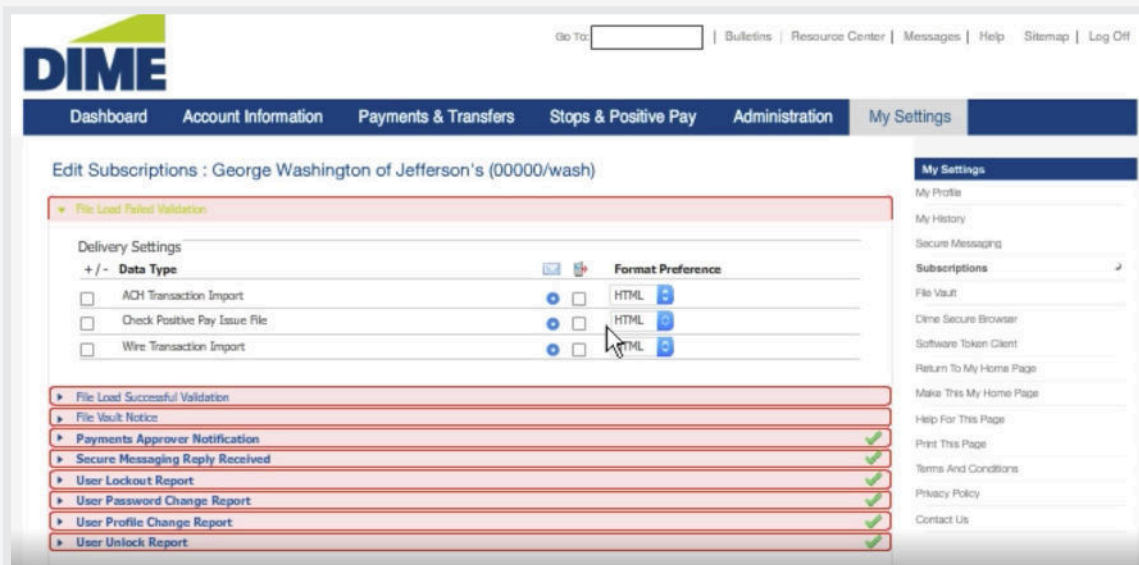 DIME
Go To: | Bulletins | Resource Center | Messages | Help Sitemap | Log Off
Dashboard Account Information Payments & Transfers Stops & Positive Pay Administration My Settings
Edit Subscriptions : George Washington of Jefferson's (00000/wash)
File Load Failed Validation
Delivery Settings
+/- Data Type Format Preference
ACH Transaction Import HTML
Check Positive Pay Issue File HTML
Wire Transaction Import HTML
File Load Successful Validation
File Vault Notice
Payments Approver Notification
Secure Messaging Reply Received
User Lockout Report
User Password Change Report
User Profile Change Report
User Unlock Report
My Settings
My Profile
My History
Secure Messaging
Subscriptions
File Vault
Dime Secure Browser
Software Token Client
Return To My Home Page
Make This My Home Page
Help For This Page
Print This Page
Terms And Conditions
Privacy Policy
Contact Us